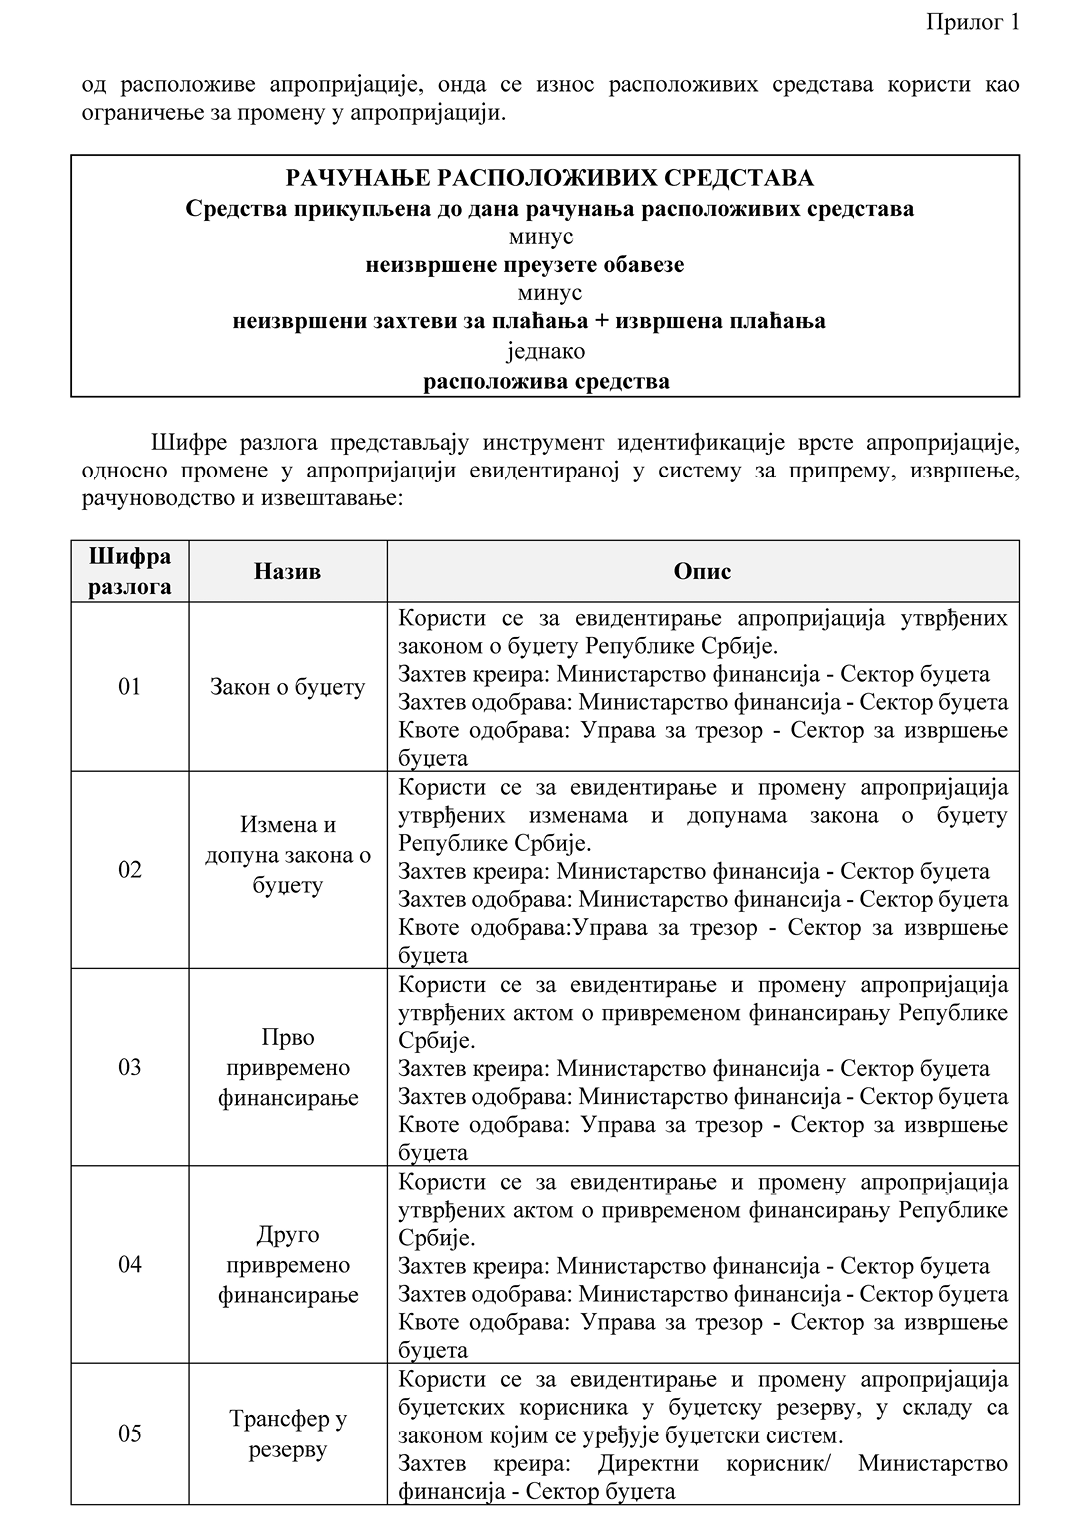 Прилог 1
од расположиве апропријације, онда се износ расположивих средстава користи као
ограничење за промену у апропријацији.
РАЧУНАЊЕ РАСПОЛОЖИВИХ СРЕДСТАВА
Средства прикупљена до дана рачунања расположивих средстава
минус
неизвршене преузете обавезе
минус
неизвршени захтеви за плаћања + извршена плаћања
једнако
расположива средства
Шифре разлога представљају инструмент идентификације врсте апропријације,
односно промене у апропријацији евидентираној у систему за припрему, извршење,
рачуноводство и извештавање:
Шифра
разлога
Назив
Опис
01
Закон о буџету
Користи се за евидентирање апропријација утврђених
законом о буџету Републике Србије.
Захтев креира: Министарство финансија - Сектор буџета
Захтев одобрава: Министарство финансија - Сектор буџета
Квоте одобрава: Управа за трезор - Сектор за извршење
буџета
02
Измена и
допуна закона о
буџету
Користи се за евидентирање и промену апропријација
утврђених изменама и допунама закона о буџету
Републике Србије.
Захтев креира: Министарство финансија - Сектор буџета
Захтев одобрава: Министарство финансија - Сектор буџета
Квоте одобрава:Управа за трезор - Сектор за извршење
буџета
03
Прво
привремено
финансирање
Користи се за евидентирање и промену апропријација
утврђених актом о привременом финансирању Републике
Србије.
Захтев креира: Министарство финансија - Сектор буџета
Захтев одобрава: Министарство финансија - Сектор буџета
Квоте одобрава: Управа за трезор - Сектор за извршење
буџета
04
Друго
привремено
финансирање
Користи се за евидентирање и промену апропријација
утврђених актом о привременом финансирању Републике
Србије.
Захтев креира: Министарство финансија - Сектор буџета
Захтев одобрава: Министарство финансија - Сектор буџета
Квоте одобрава: Управа за трезор - Сектор за извршење
буџета
05
Трансфер у
резерву
Користи се за евидентирање и промену апропријација
буџетских корисника у буџетску резерву, у складу са
законом којим се уређује буџетски систем.
Захтев креира: Директни корисник/ Министарство
финансија - Сектор буџета